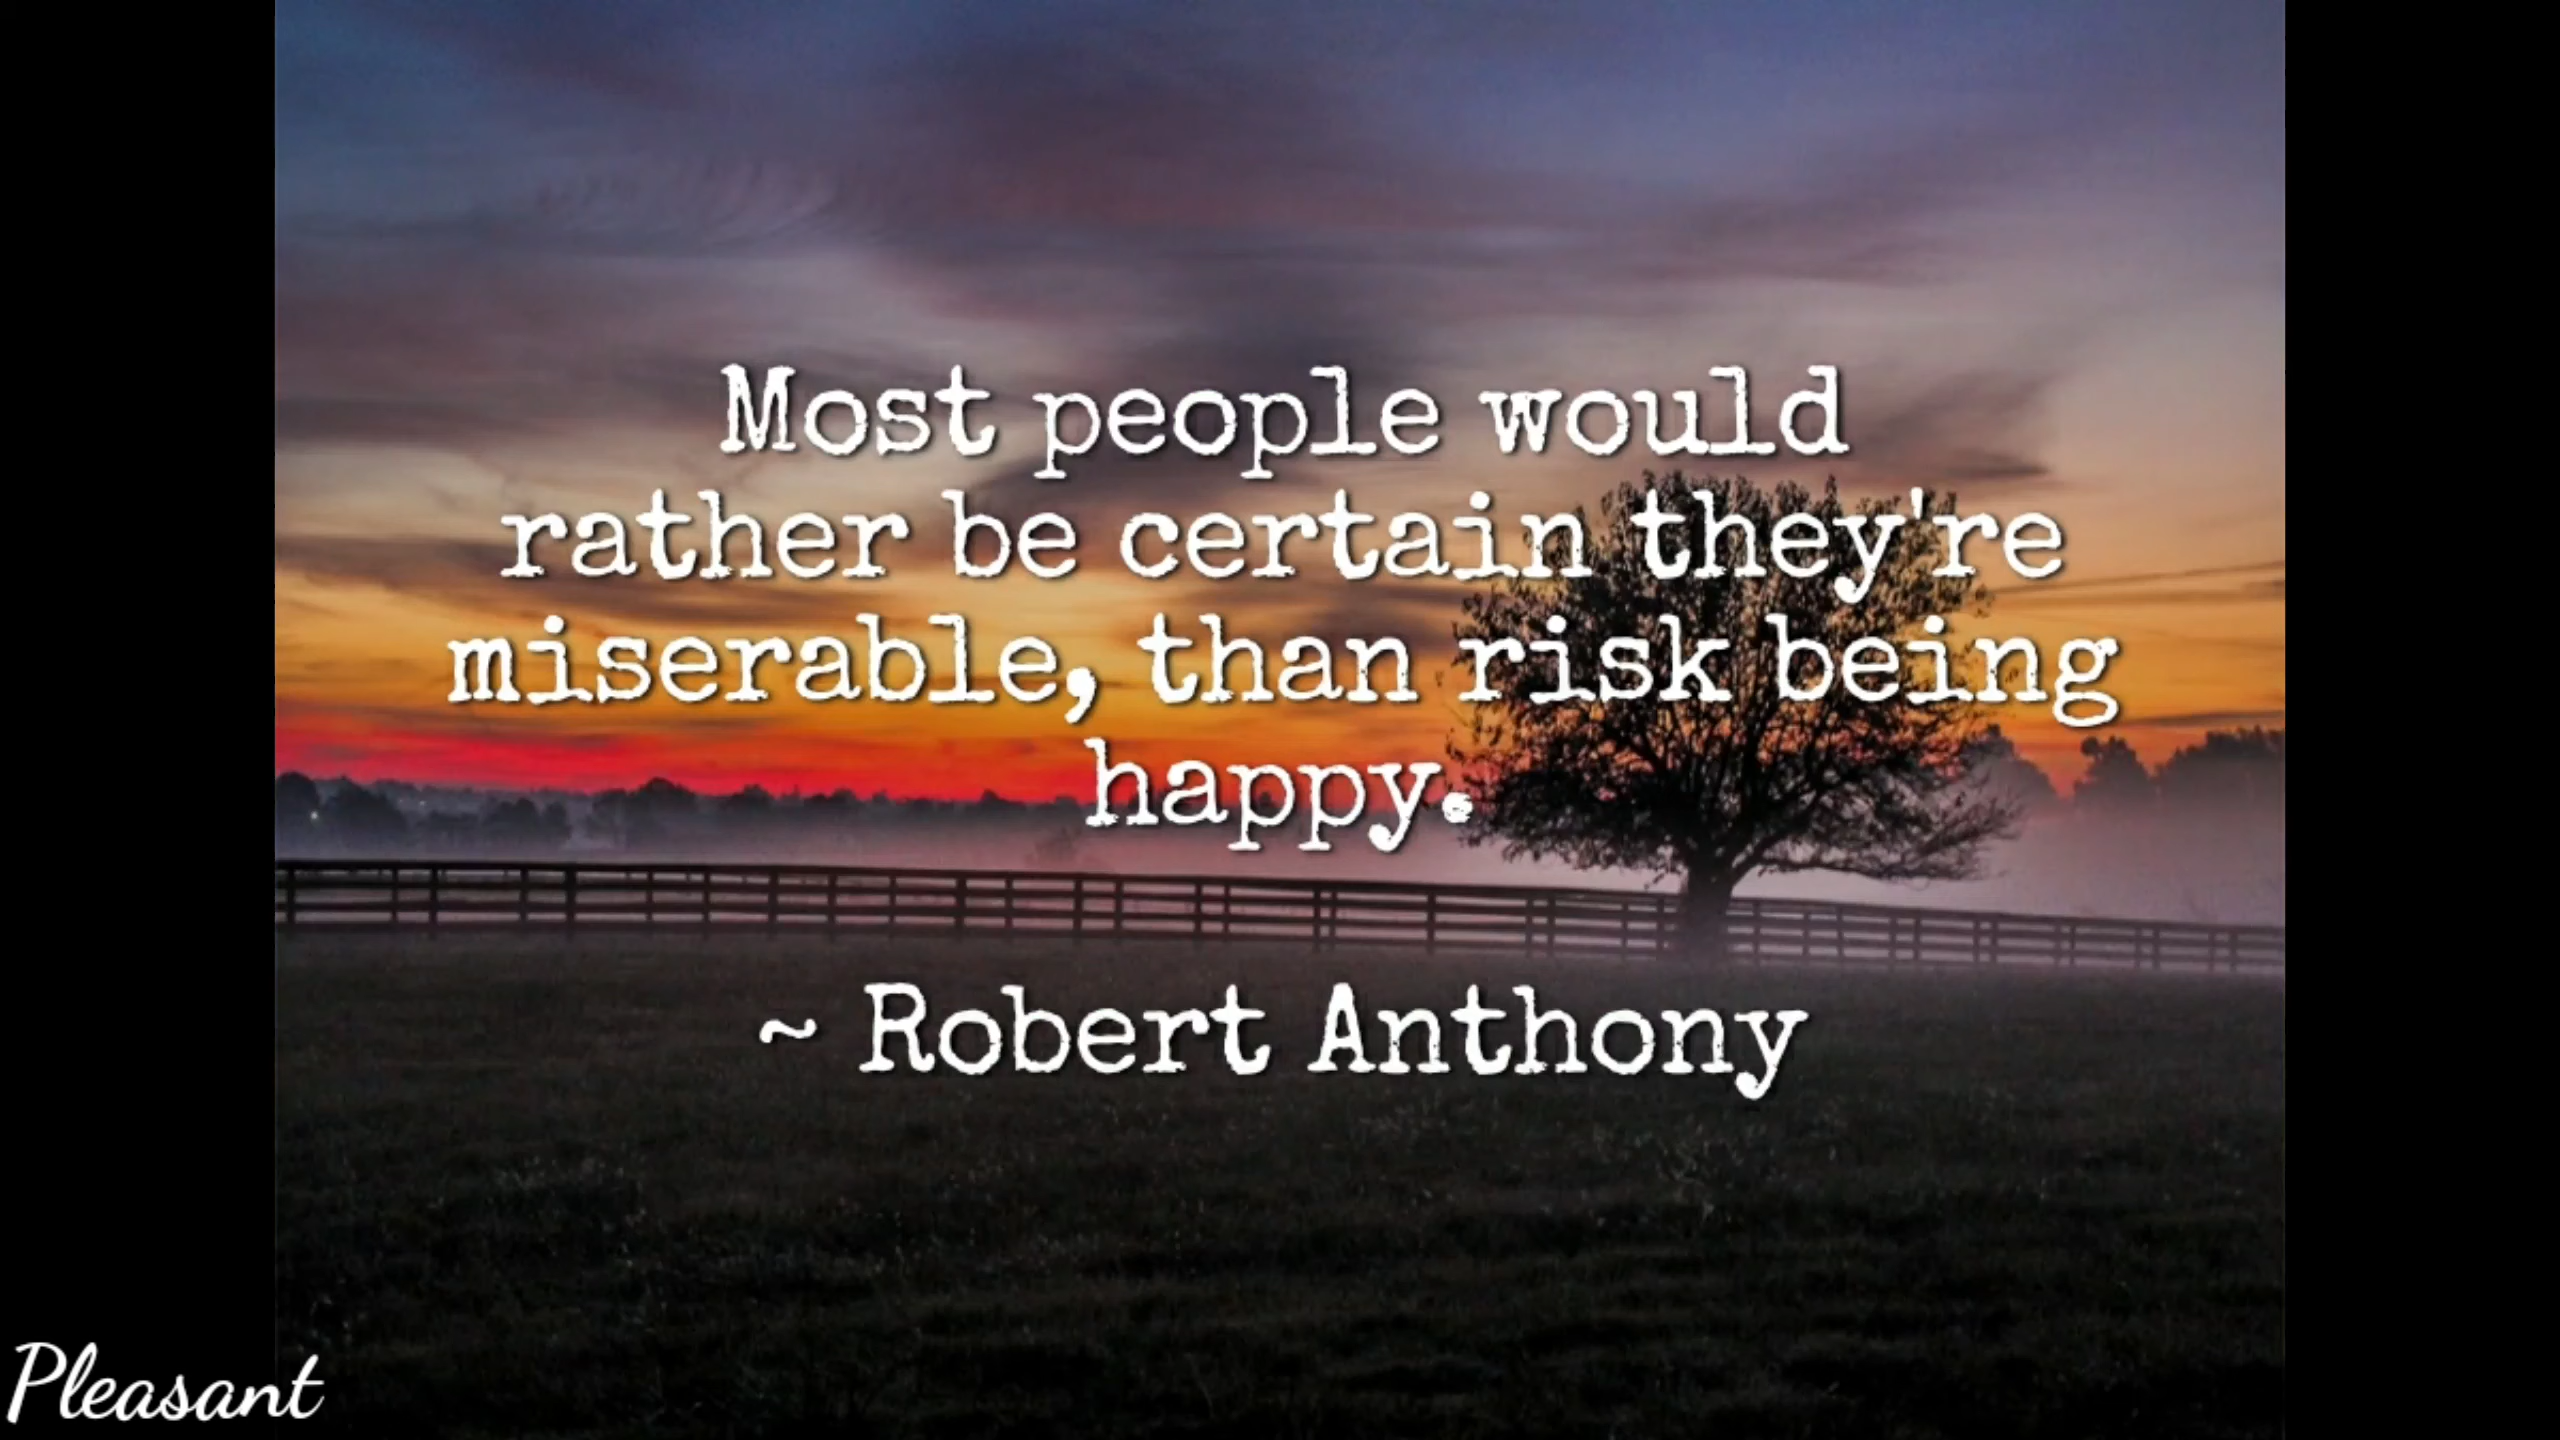 Most people would
rather be certain they're
miserable, than risk being
happy.
~ Robert Anthony
Pleasant